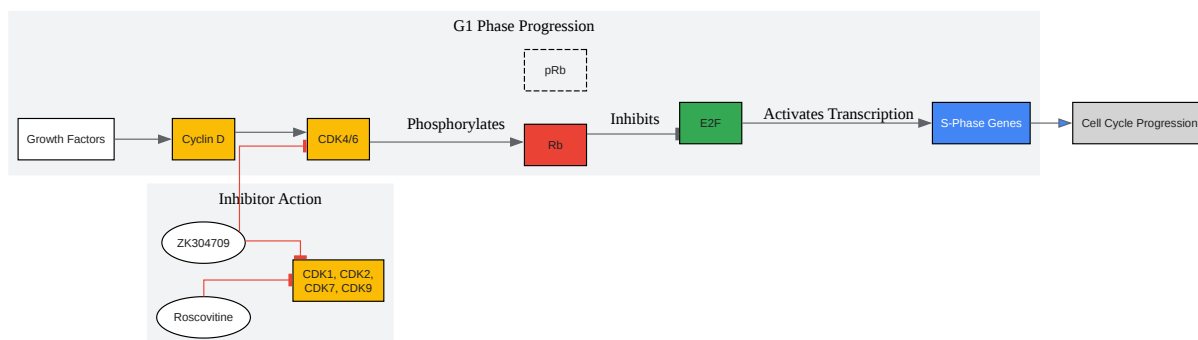 G1 Phase Progression
pRb
Growth Factors
Cyclin D
CDK4/6
Phosphorylates
Rb
Inhibits
E2F
Activates Transcription
S-Phase Genes
Cell Cycle Progression
Inhibitor Action
ZK304709
CDK1, CDK2,
CDK7, CDK9
Roscovitine